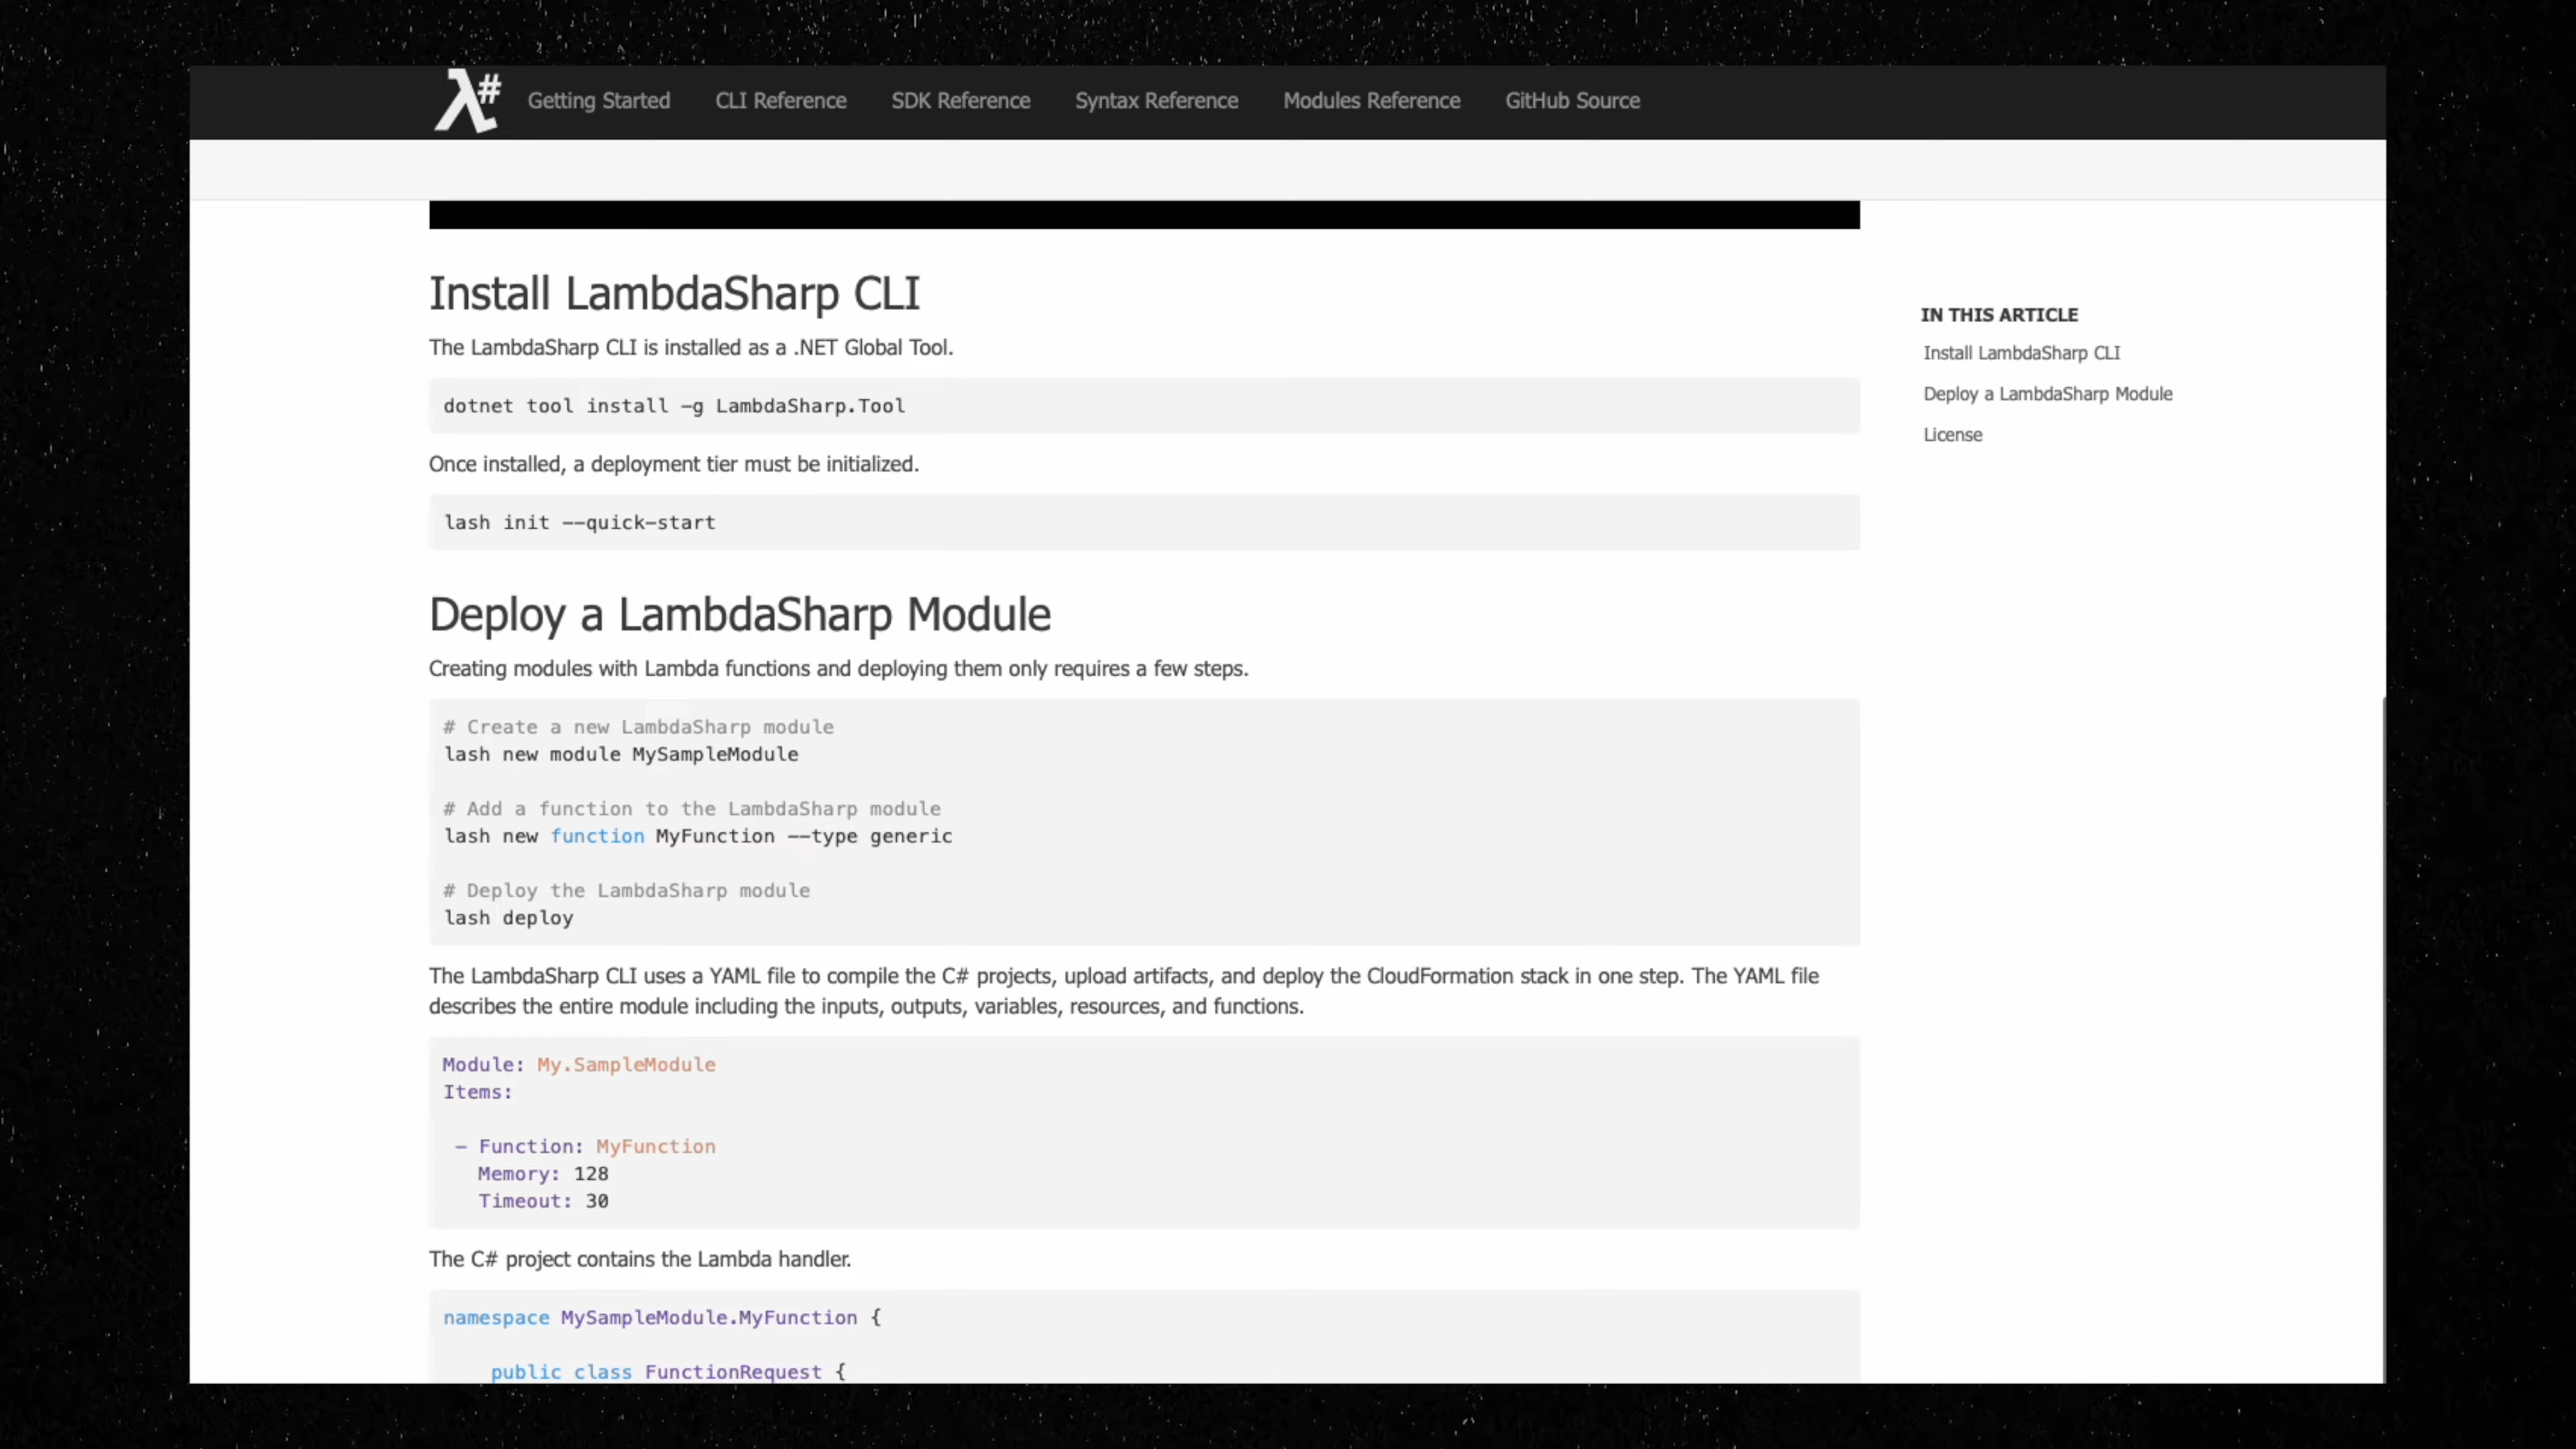 λ# Getting Started CLI Reference SDK Reference Syntax Reference Modules Reference GitHub Source
Install LambdaSharp CLI
The LambdaSharp CLI is installed as a .NET Global Tool.
dotnet tool install -g LambdaSharp.Tool
Once installed, a deployment tier must be initialized.
lash init --quick-start
Deploy a LambdaSharp Module
Creating modules with Lambda functions and deploying them only requires a few steps.
# Create a new LambdaSharp module
lash new module MySampleModule
# Add a function to the LambdaSharp module
lash new function MyFunction --type generic
# Deploy the LambdaSharp module
lash deploy
The LambdaSharp CLI uses a YAML file to compile the C# projects, upload artifacts, and deploy the CloudFormation stack in one step. The YAML file
describes the entire module including the inputs, outputs, variables, resources, and functions.
Module: My.SampleModule
Items:
- Function: MyFunction
Memory: 128
Timeout: 30
The C# project contains the Lambda handler.
namespace MySampleModule.MyFunction {
public class FunctionRequest {
IN THIS ARTICLE
Install LambdaSharp CLI
Deploy a LambdaSharp Module
License